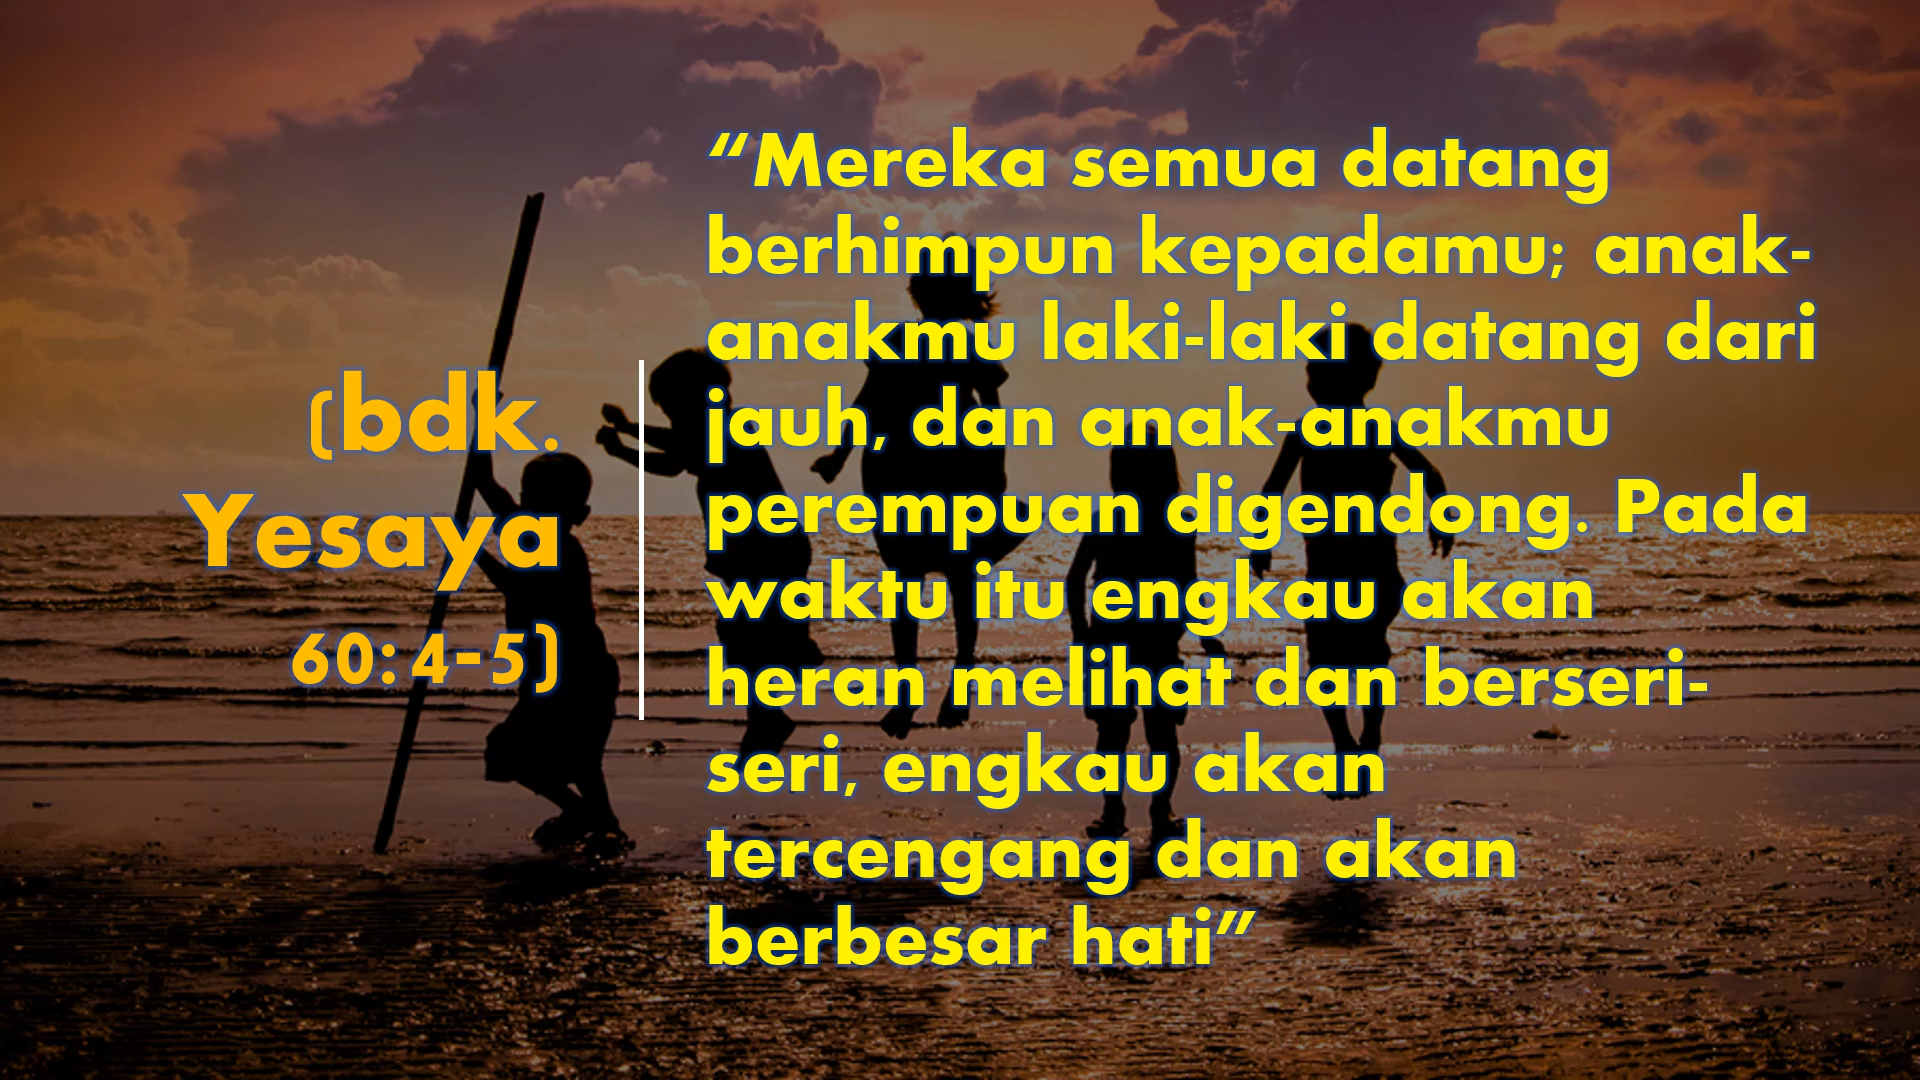 (bdk.
Yesaya
60:4-5)
“Mereka semua datang
berhimpun kepadamu; anak-
anakmu laki-laki datang dari
jauh, dan anak-anakmu
perempuan digendong. Pada
waktu itu engkau akan
heran melihat dan berseri-
seri, engkau akan
tercengang dan akan
berbesar hati”